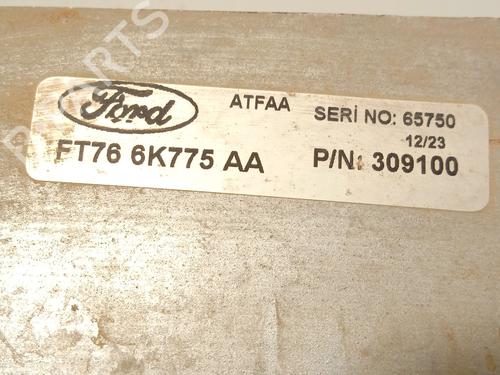 Ford
ATFAA
SERİ NO: 65750
12/23
FT76 6K775 AA
P/N: 309100